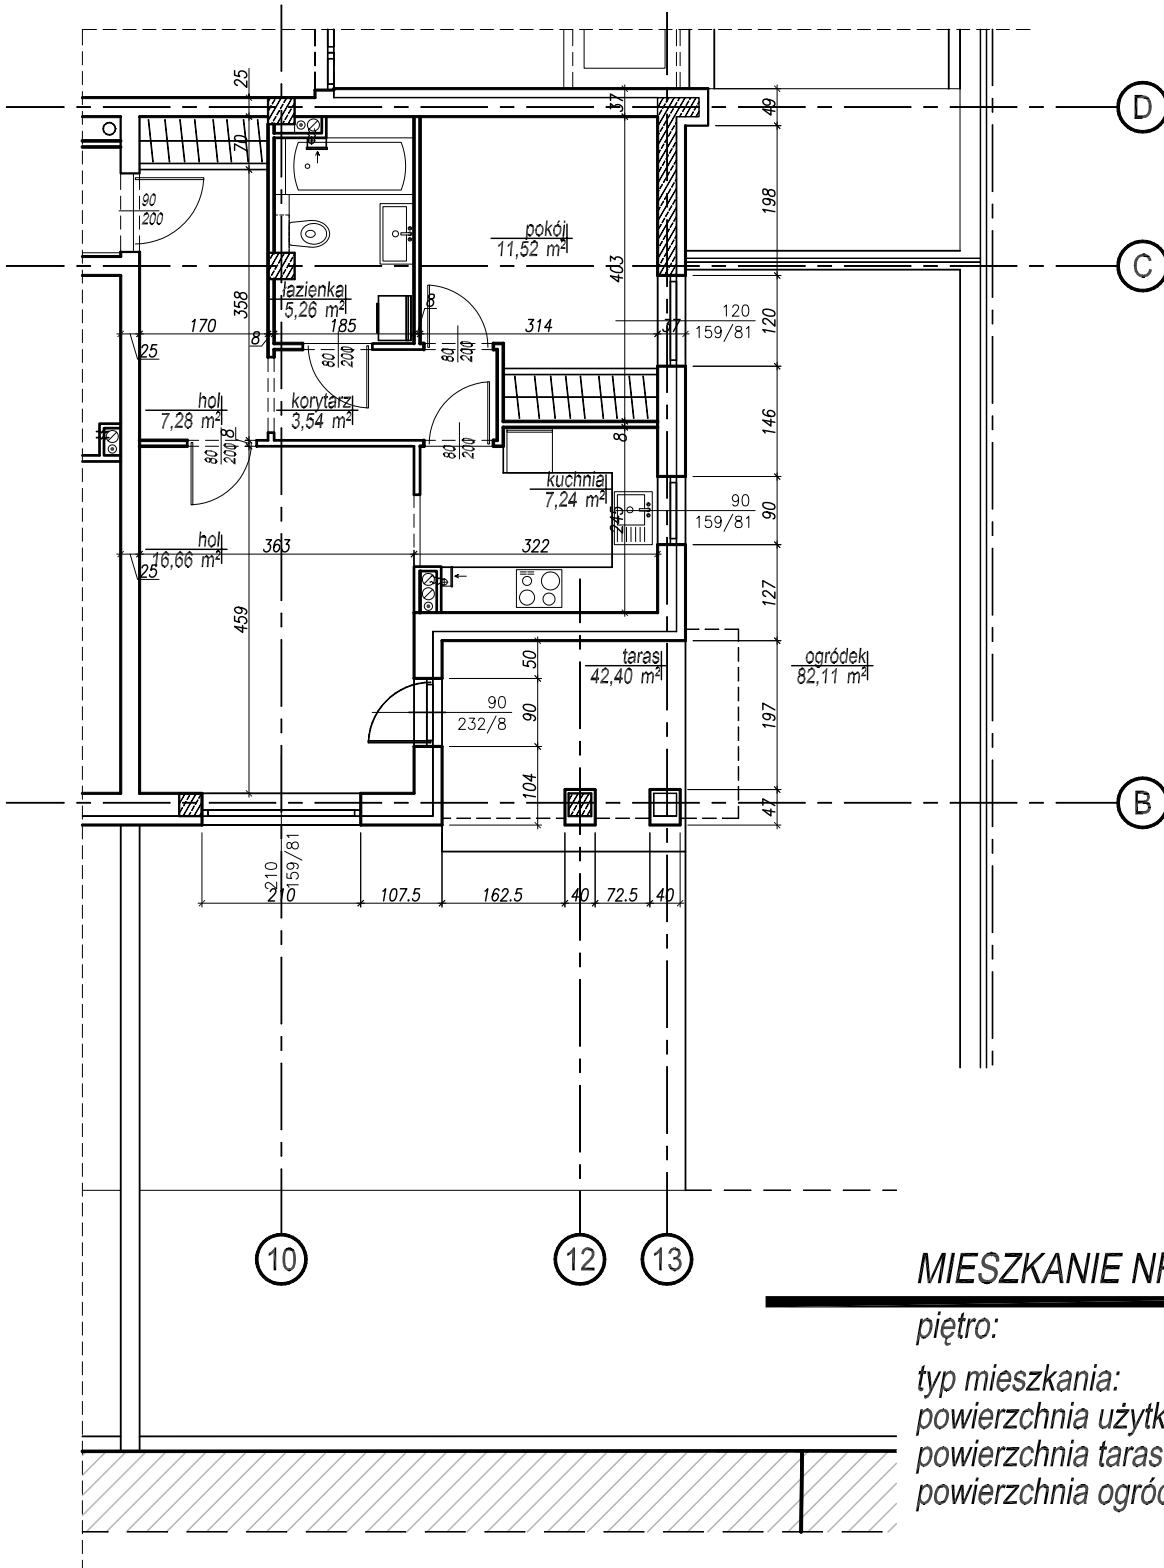 25
37
49
D
70
90
200
198
pokój
11,52 m²
403
C
łazienka
5,26 m²
358
8
120
159/81
120
170
185
314
37
25
8
80
200
80
200
hol
7,28 m²
korytarz
3,54 m²
146
8
80
200
80
200
8
kuchnia
7,24 m²
90
159/81
90
245
hol
16,66 m²
363
322
25
127
459
50
taras
42,40 m²
ogródek
82,11 m²
90
232/8
90
197
104
47
B
210
159/81
210
107.5
162.5
40
72.5
40
10
12
13
MIESZKANIE NR
piętro:
typ mieszkania:
powierzchnia użytk
powierzchnia taras
powierzchnia ogród